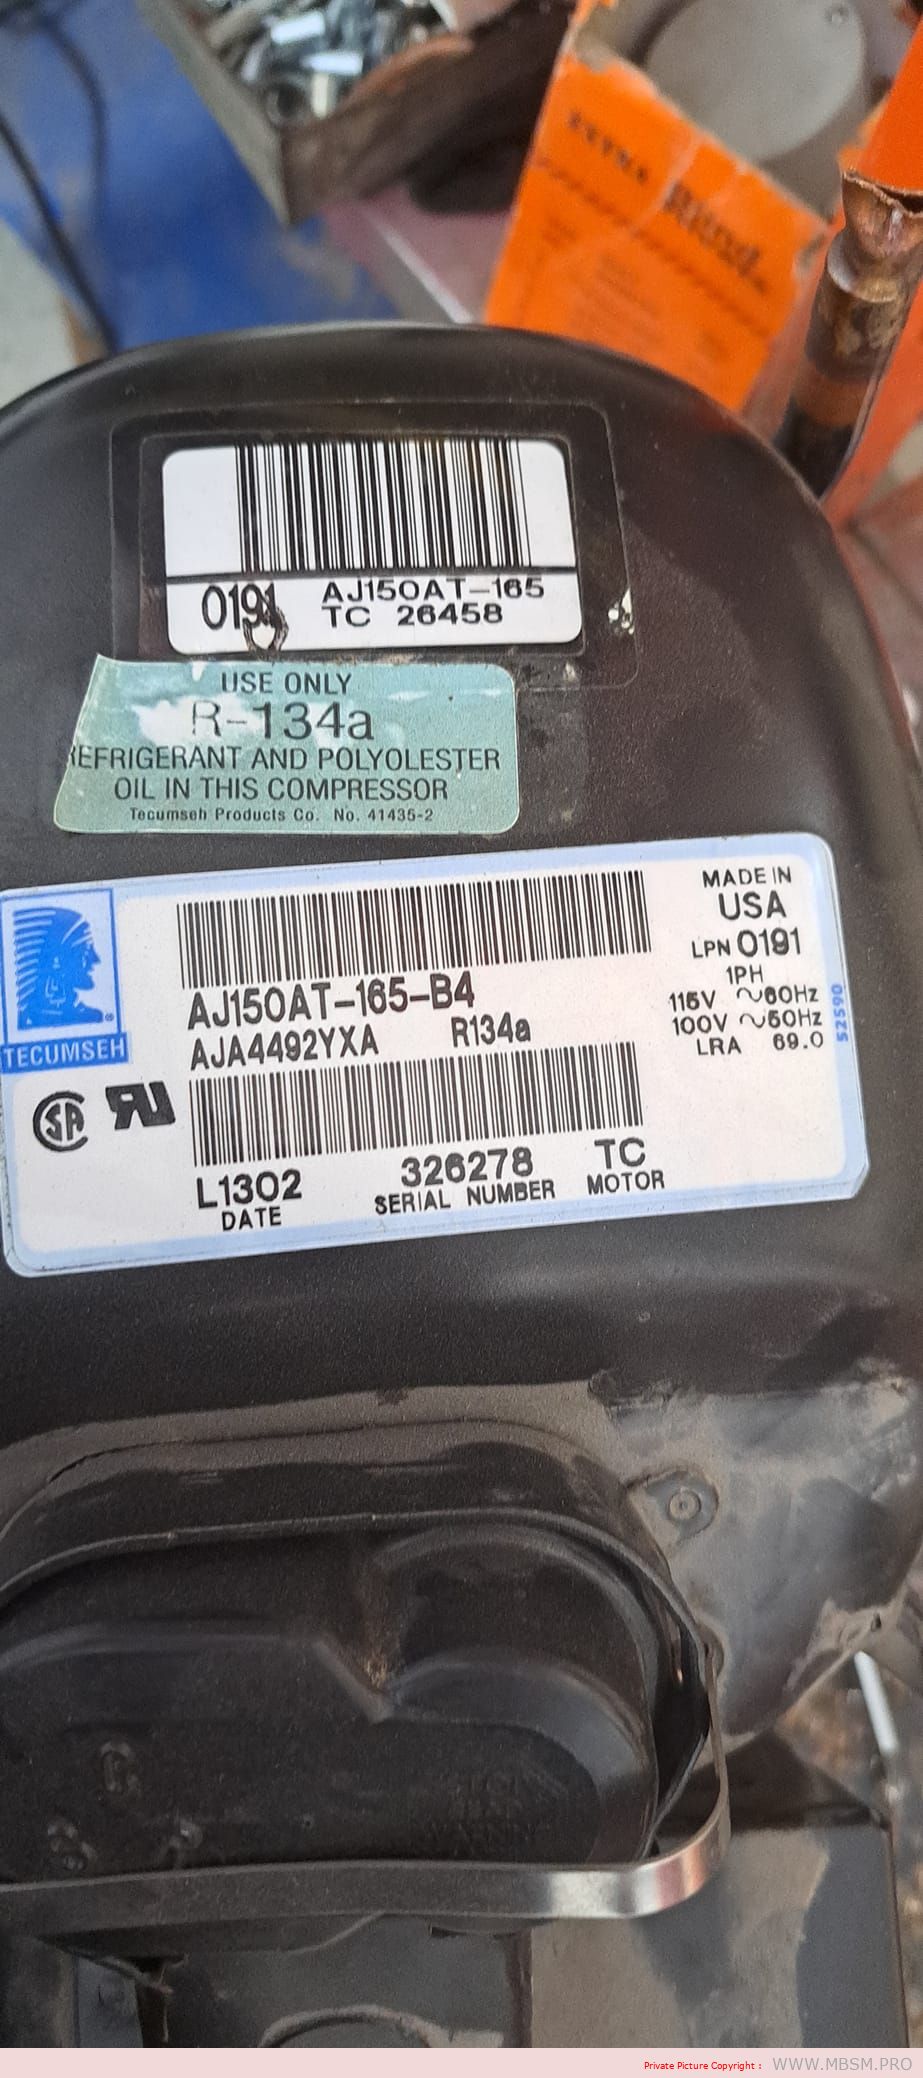 0191
AJ150AT-165
TC 26458
USE ONLY
R-134a
REFRIGERANT AND POLYOLESTER
OIL IN THIS COMPRESSOR
Tecumseh Products Co. No. 41435-2
TECUMSEH
AJ150AT-165-B4
AJA4492YXA R134a
MADE IN
USA
LPN 0191
1PH
115V ~60Hz
100V ~50Hz
LRA 69.0
52590
SA
RU
L1302
DATE
326278
SERIAL NUMBER
TC
MOTOR
Private Picture Copyright : WWW.MBSM.PRO